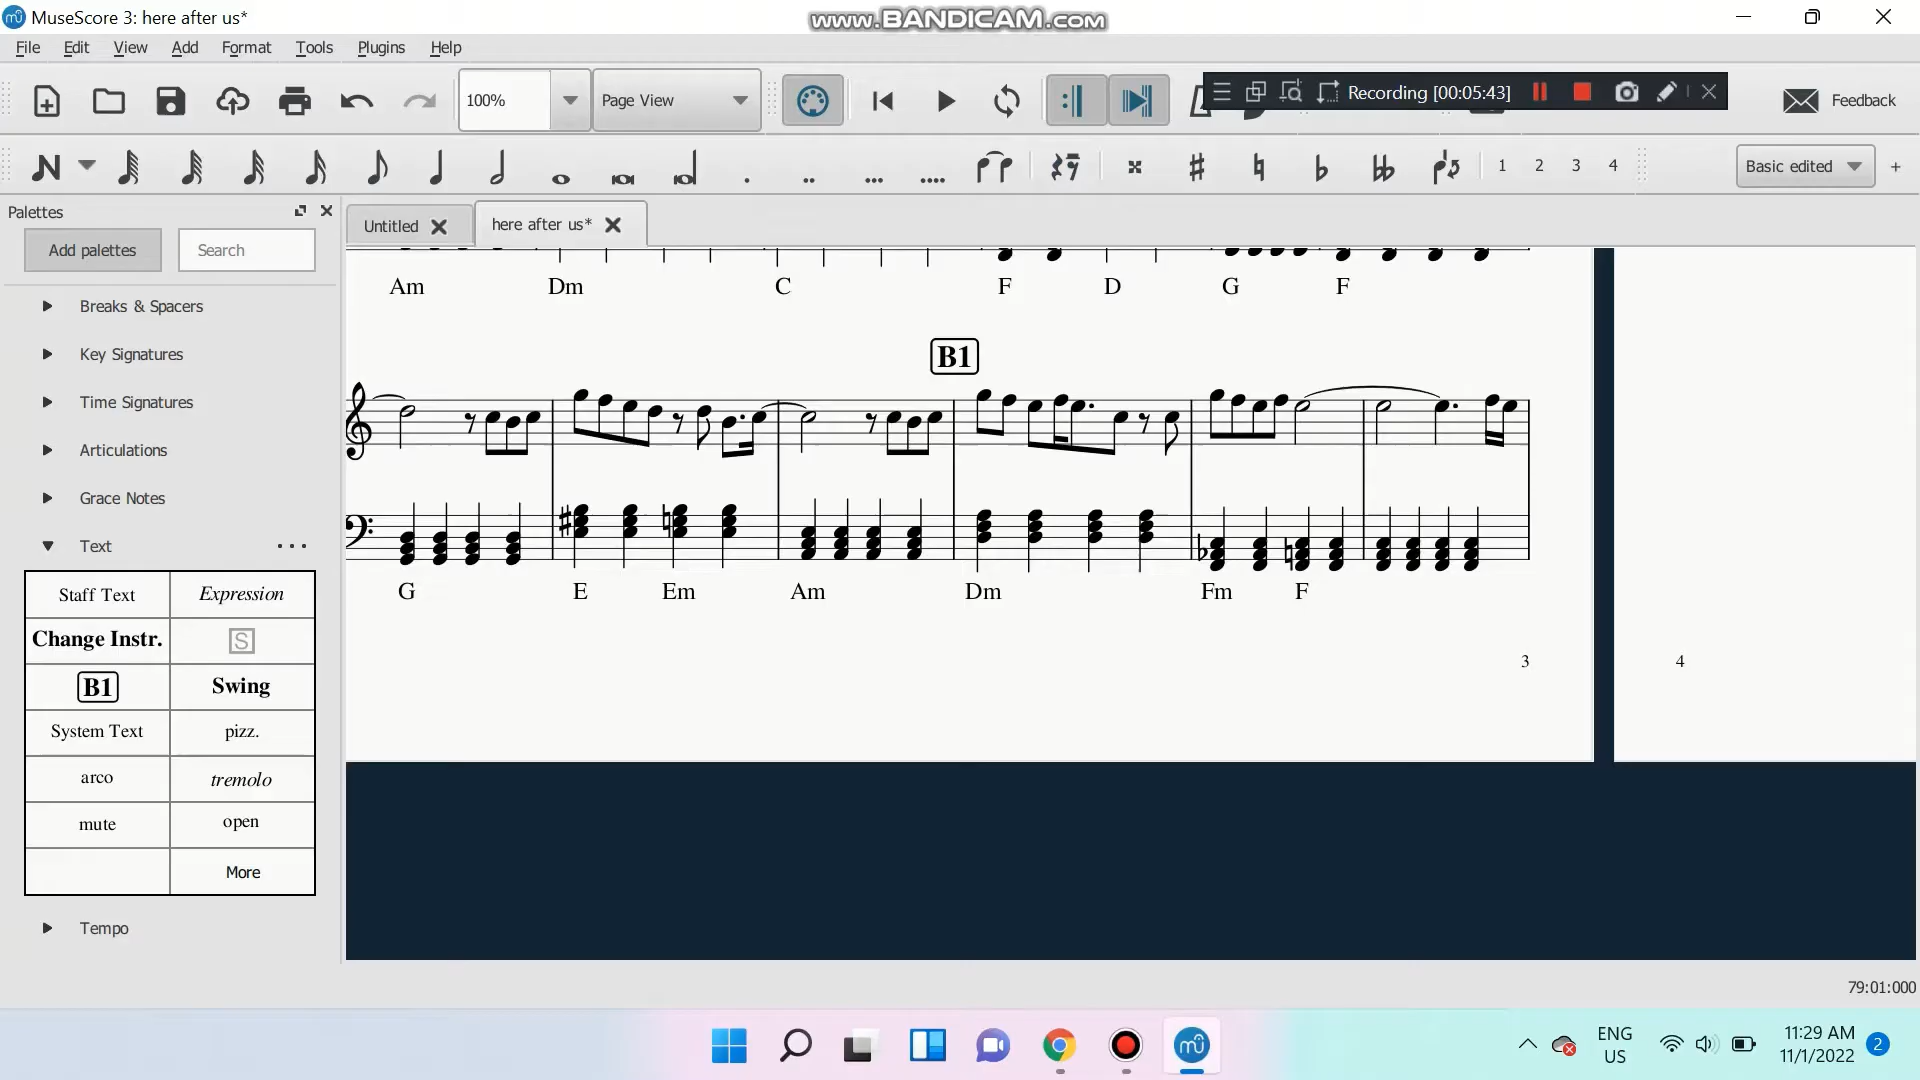 MuseScore 3: here after us*
www.BANDICAM.com
File Edit View Add Format Tools Plugins Help
100%
Page View
Recording [00:05:43]
Feedback
1 2 3 4
Basic edited
+
Palettes
Untitled
here after us*
Add palettes
Search
Breaks & Spacers
Key Signatures
Time Signatures
Articulations
Grace Notes
Text
...
Staff Text
Expression
Change Instr.
S
B1
Swing
System Text
pizz.
arco
tremolo
mute
open
More
Tempo
Am Dm C F D G F
B1
G E Em Am Dm Fm F
3
4
79:01:000
ENG
US
11:29 AM
11/1/2022
2